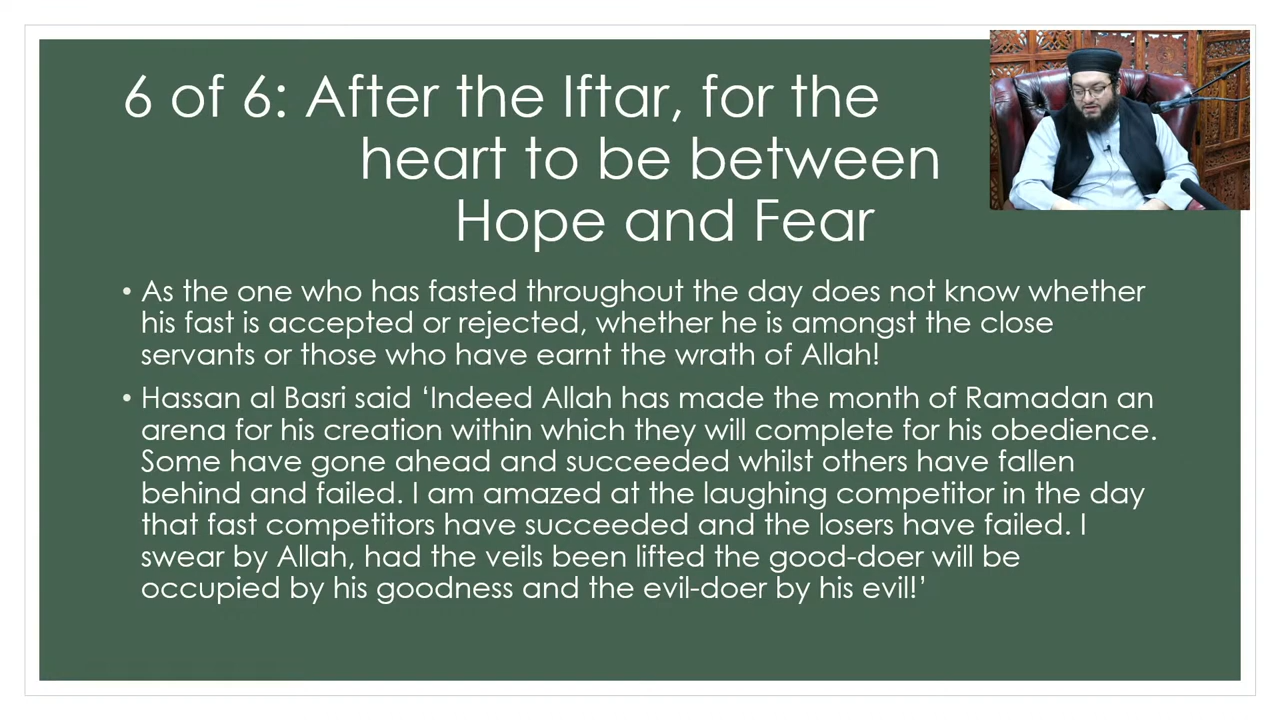 6 of 6: After the Iftar, for the
heart to be between
Hope and Fear
• As the one who has fasted throughout the day does not know whether
his fast is accepted or rejected, whether he is amongst the close
servants or those who have earnt the wrath of Allah!
• Hassan al Basri said ‘Indeed Allah has made the month of Ramadan an
arena for his creation within which they will complete for his obedience.
Some have gone ahead and succeeded whilst others have fallen
behind and failed. I am amazed at the laughing competitor in the day
that fast competitors have succeeded and the losers have failed. I
swear by Allah, had the veils been lifted the good-doer will be
occupied by his goodness and the evil-doer by his evil!’